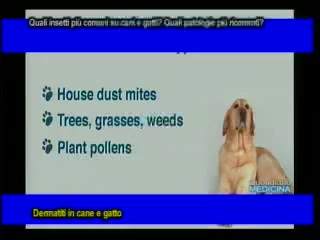 Quali insetti più comuni su cani e gatti? Quali patologie più ricorrenti?
House dust mites
Trees, grasses, weeds
Plant pollens
MEDICINA
Dermatiti in cane e gatto